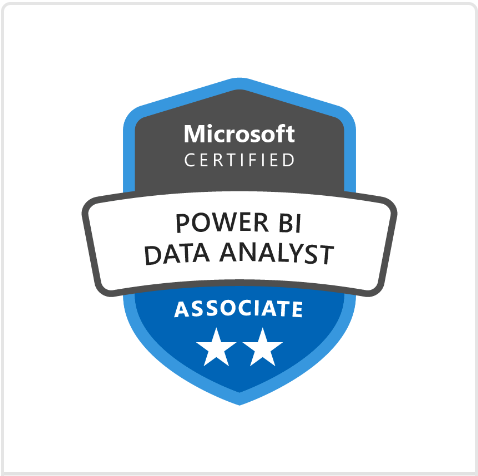 Microsoft
CERTIFIED
POWER BI
DATA ANALYST
ASSOCIATE